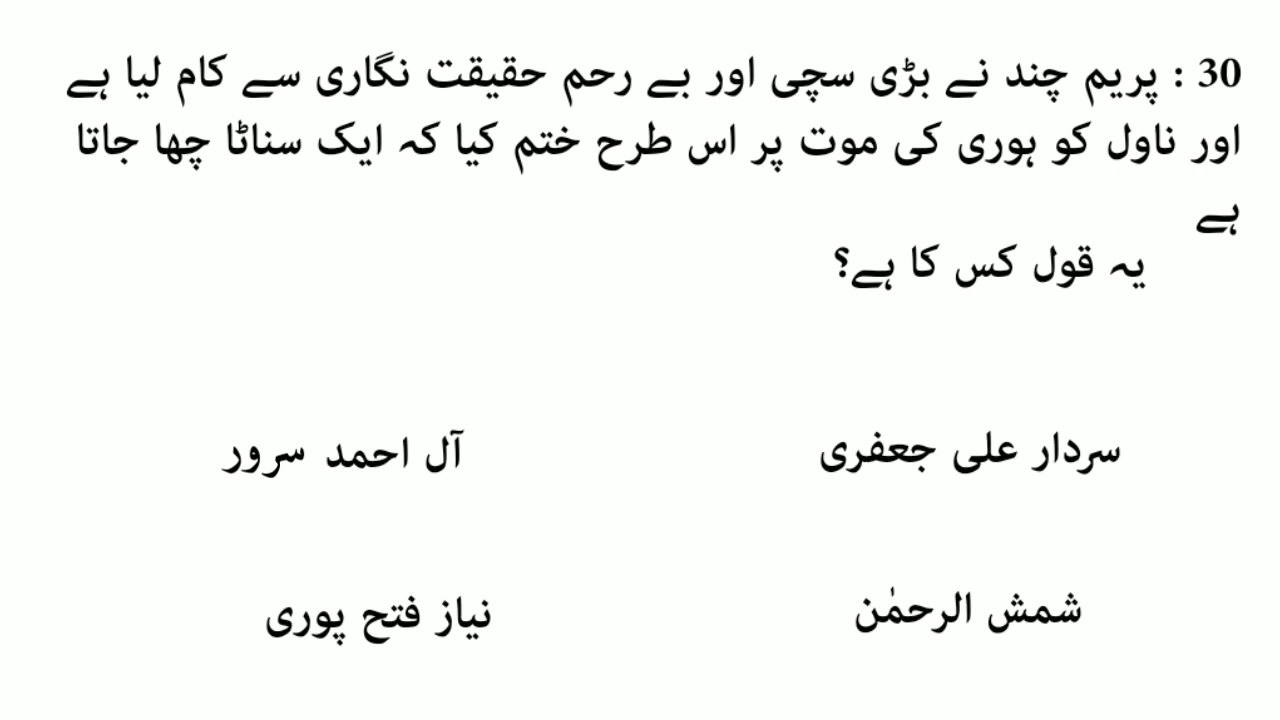 30 : پریم چند نے بڑی سچی اور بے رحم حقیقت نگاری سے کام لیا ہے
اور ناول کو ہوری کی موت پر اس طرح ختم کیا کہ ایک سناٹا چھا جاتا
ہے
یہ قول کس کا ہے؟
سردار علی جعفری
آل احمد سرور
شمش الرحمٰن
نیاز فتح پوری